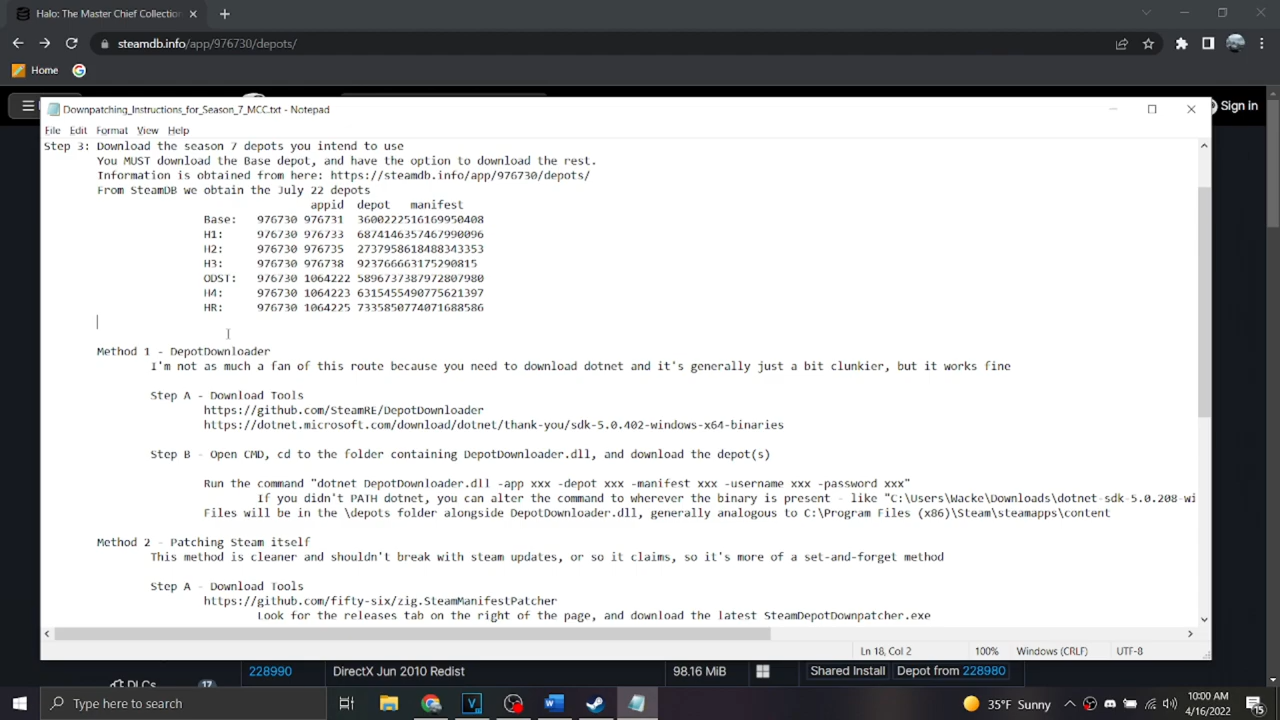 Halo: The Master Chief Collection
steamdb.info/app/976730/depots/
Home
Sign in
Downpatching_Instructions_for_Season_7_MCC.txt - Notepad
File Edit Format View Help
Step 3: Download the season 7 depots you intend to use
You MUST download the Base depot, and have the option to download the rest.
Information is obtained from here: https://steamdb.info/app/976730/depots/
From SteamDB we obtain the July 22 depots
appid depot manifest
Base: 976730 976731 3600222516169950408
H1: 976730 976733 6874146357467990096
H2: 976730 976735 2737958618488343353
H3: 976730 976738 923766663175290815
ODST: 976730 1064222 5896737387972807980
H4: 976730 1064223 6315455490775621397
HR: 976730 1064225 7335850774071688586
Method 1 - DepotDownloader
I'm not as much a fan of this route because you need to download dotnet and it's generally just a bit clunkier, but it works fine
Step A - Download Tools
https://github.com/SteamRE/DepotDownloader
https://dotnet.microsoft.com/download/dotnet/thank-you/sdk-5.0.402-windows-x64-binaries
Step B - Open CMD, cd to the folder containing DepotDownloader.dll, and download the depot(s)
Run the command "dotnet DepotDownloader.dll -app xxx -depot xxx -manifest xxx -username xxx -password xxx"
If you didn't PATH dotnet, you can alter the command to wherever the binary is present - like "C:\Users\Wacke\Downloads\dotnet-sdk-5.0.208-wi
Files will be in the \depots folder alongside DepotDownloader.dll, generally analogous to C:\Program Files (x86)\Steam\steamapps\content
Method 2 - Patching Steam itself
This method is cleaner and shouldn't break with steam updates, or so it claims, so it's more of a set-and-forget method
Step A - Download Tools
https://github.com/fifty-six/zig.SteamManifestPatcher
Look for the releases tab on the right of the page, and download the latest SteamDepotDownpatcher.exe
Ln 18, Col 2 100% Windows (CRLF) UTF-8
228990 DirectX Jun 2010 Redist 98.16 MiB Shared Install Depot from 228980
DLCs 17
Type here to search
35°F Sunny
10:00 AM
4/16/2022
15